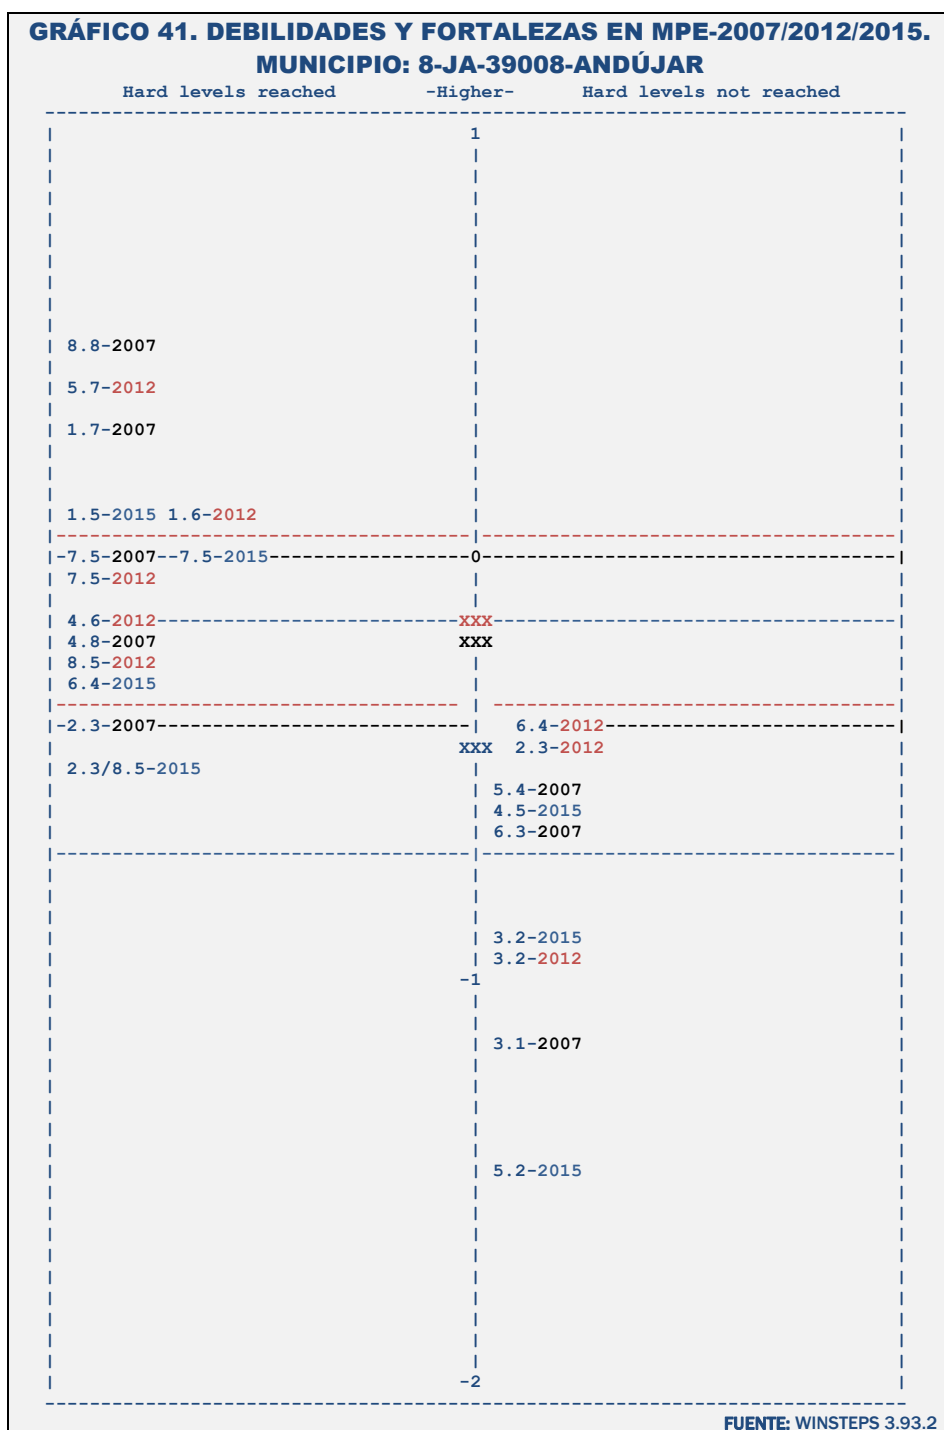 GRÁFICO 41. DEBILIDADES Y FORTALEZAS EN MPE-2007/2012/2015.
MUNICIPIO: 8-JA-39008-ANDÚJAR
Hard levels reached -Higher- Hard levels not reached
1
8.8-2007
5.7-2012
1.7-2007
1.5-2015 1.6-2012
-7.5-2007--7.5-2015------------------0-------------------------------------|
7.5-2012
4.6-2012---------------------------XXX------------------------------------|
4.8-2007 XXX
8.5-2012
6.4-2015
-2.3-2007----------------------------| 6.4-2012--------------------------|
XXX 2.3-2012
2.3/8.5-2015
5.4-2007
4.5-2015
6.3-2007
3.2-2015
3.2-2012
-1
3.1-2007
5.2-2015
-2
FUENTE: WINSTEPS 3.93.2